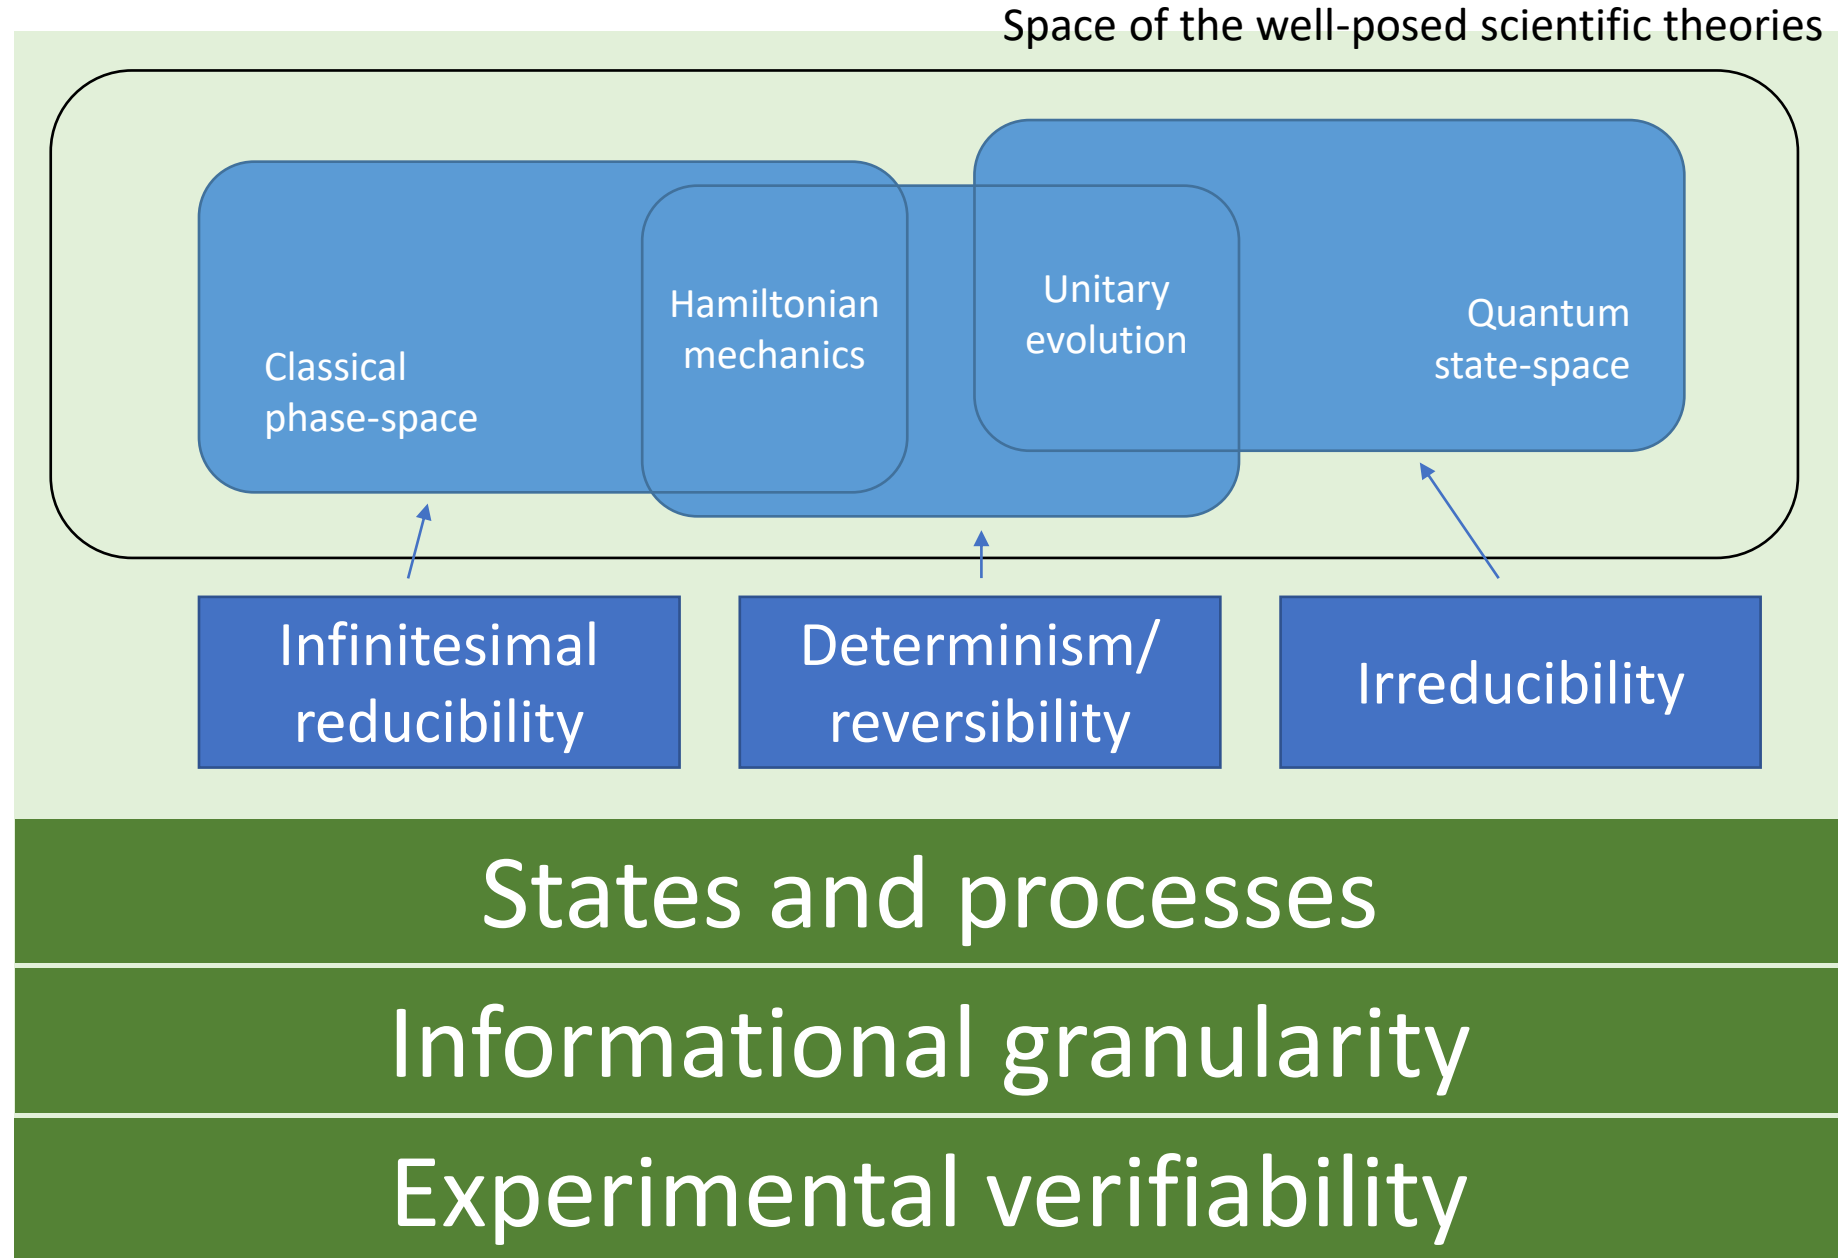 Space of the well-posed scientific theories
Hamiltonian
mechanics
Unitary
evolution
Quantum
state-space
Classical
phase-space
Infinitesimal
reducibility
Determinism/
reversibility
Irreducibility
States and processes
Informational granularity
Experimental verifiability